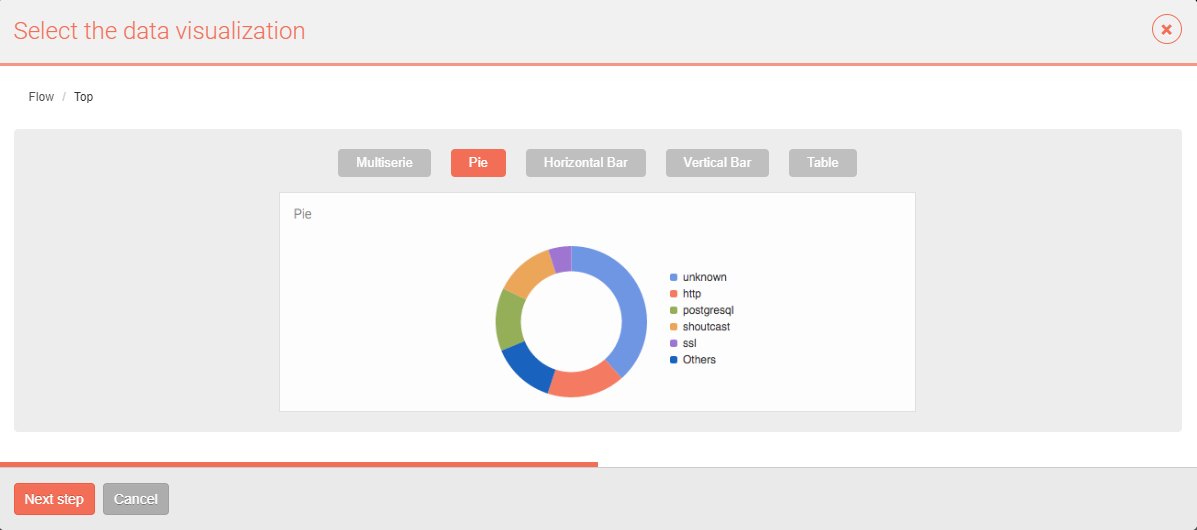 Select the data visualization
Flow / Top
Multiserie Pie Horizontal Bar Vertical Bar Table
Pie
unknown
http
postgresql
shoutcast
ssl
Others
Next step Cancel